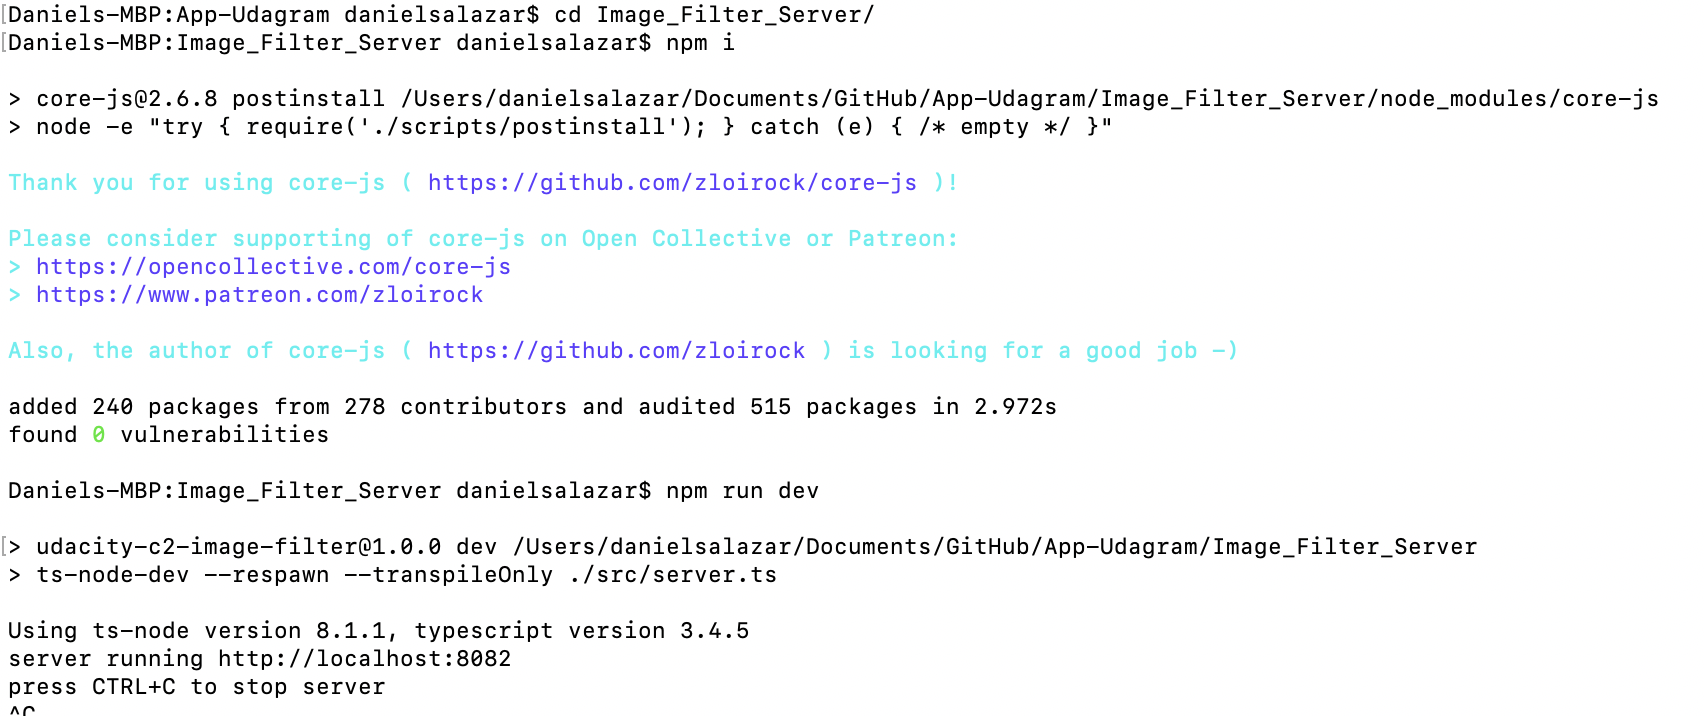 [Daniels-MBP:App-Udagram danielsalazar$ cd Image_Filter_Server/
[Daniels-MBP:Image_Filter_Server danielsalazar$ npm i
> core-js@2.6.8 postinstall /Users/danielsalazar/Documents/GitHub/App-Udagram/Image_Filter_Server/node_modules/core-js
> node -e "try { require('./scripts/postinstall'); } catch (e) { /* empty */ }"
Thank you for using core-js ( https://github.com/zloirock/core-js )!
Please consider supporting of core-js on Open Collective or Patreon:
> https://opencollective.com/core-js
> https://www.patreon.com/zloirock
Also, the author of core-js ( https://github.com/zloirock ) is looking for a good job -)
added 240 packages from 278 contributors and audited 515 packages in 2.972s
found 0 vulnerabilities
Daniels-MBP:Image_Filter_Server danielsalazar$ npm run dev
[> udacity-c2-image-filter@1.0.0 dev /Users/danielsalazar/Documents/GitHub/App-Udagram/Image_Filter_Server
> ts-node-dev --respawn --transpileOnly ./src/server.ts
Using ts-node version 8.1.1, typescript version 3.4.5
server running http://localhost:8082
press CTRL+C to stop server
^C